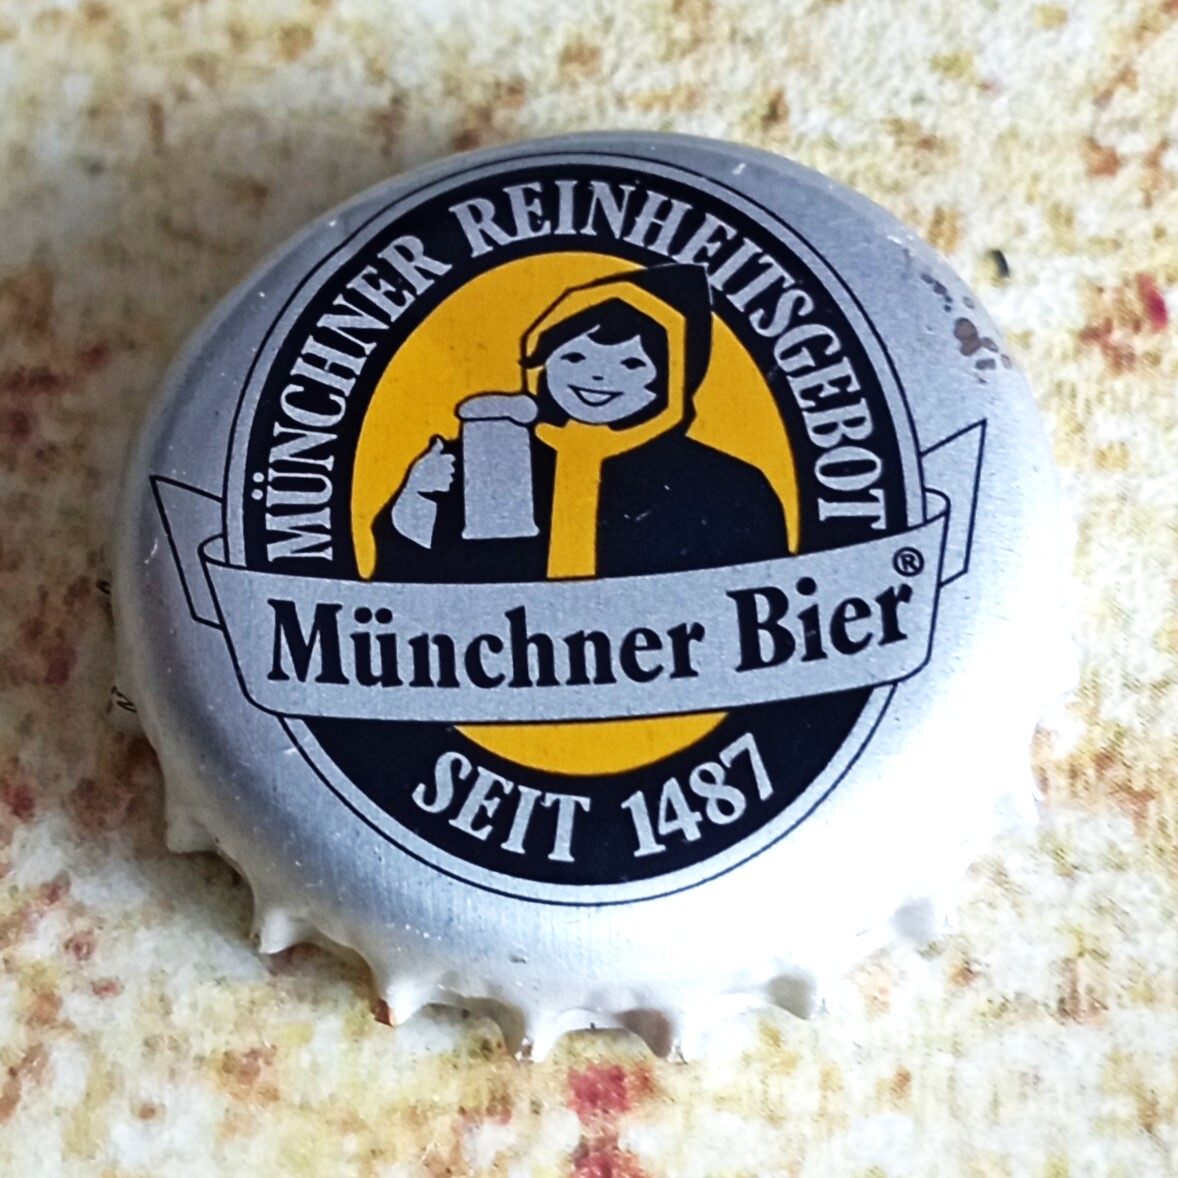 MÜNCHNER REINHEITSGEBOT
Münchner Bier®
SEIT 1487